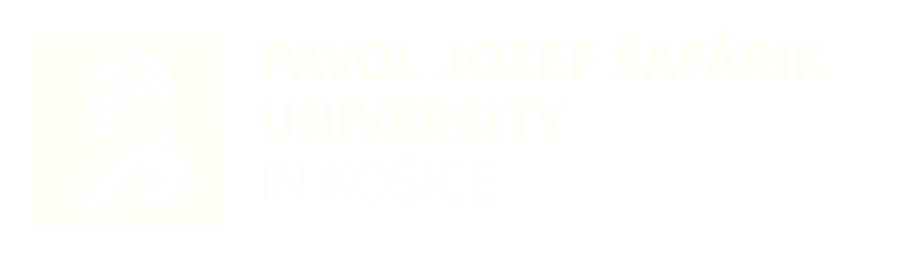 PAVOL JOZEF ŠAFÁRIK
UNIVERSITY
IN KOŠICE